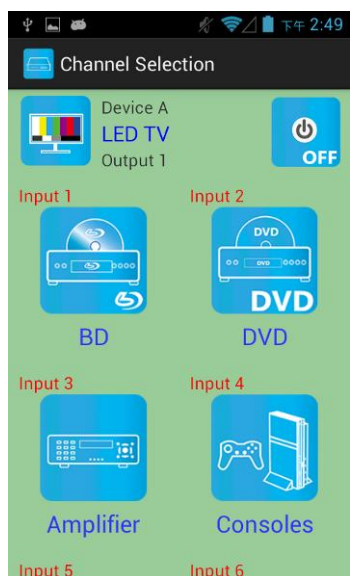 下午 2:49
Channel Selection
Device A
LED TV
Output 1
OFF
Input 1
Input 2
DVD
DVD
DVD
BD
DVD
Input 3
Input 4
Amplifier
Consoles
Input 5
Input 6